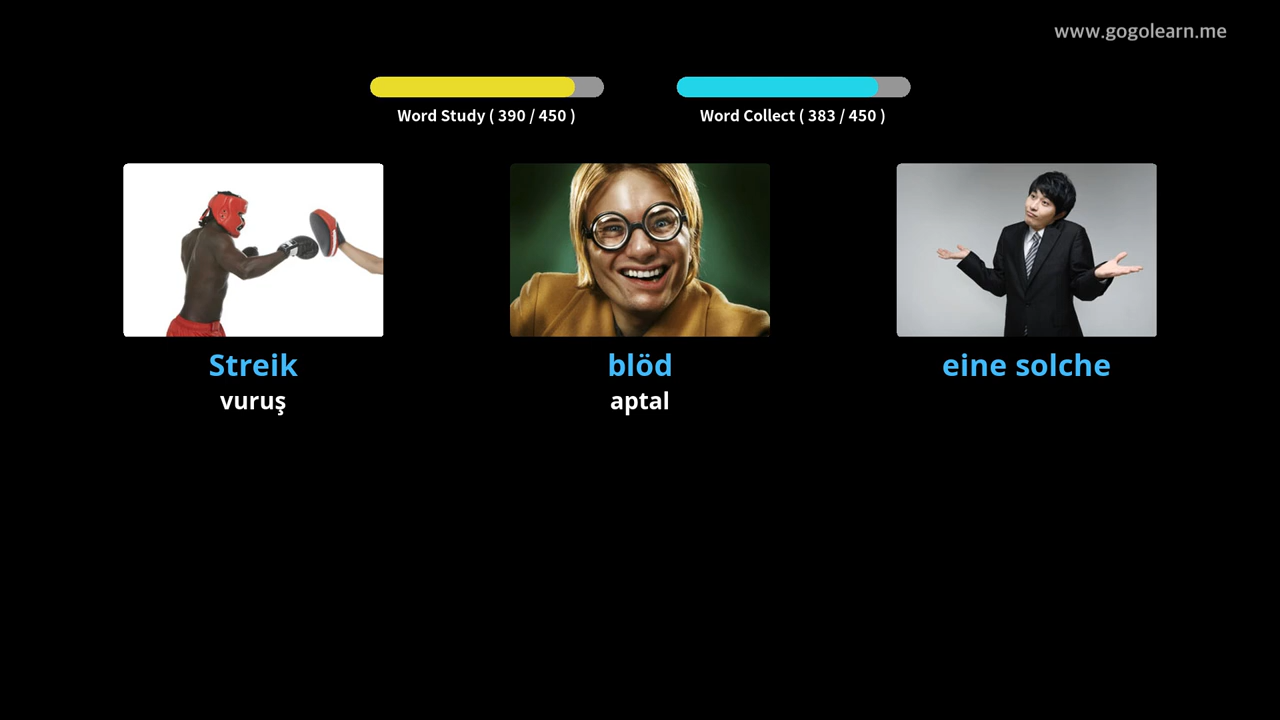 www.gogolearn.me
Word Study ( 390 / 450 )
Word Collect ( 383 / 450 )
Streik
vuruş
blöd
aptal
eine solche